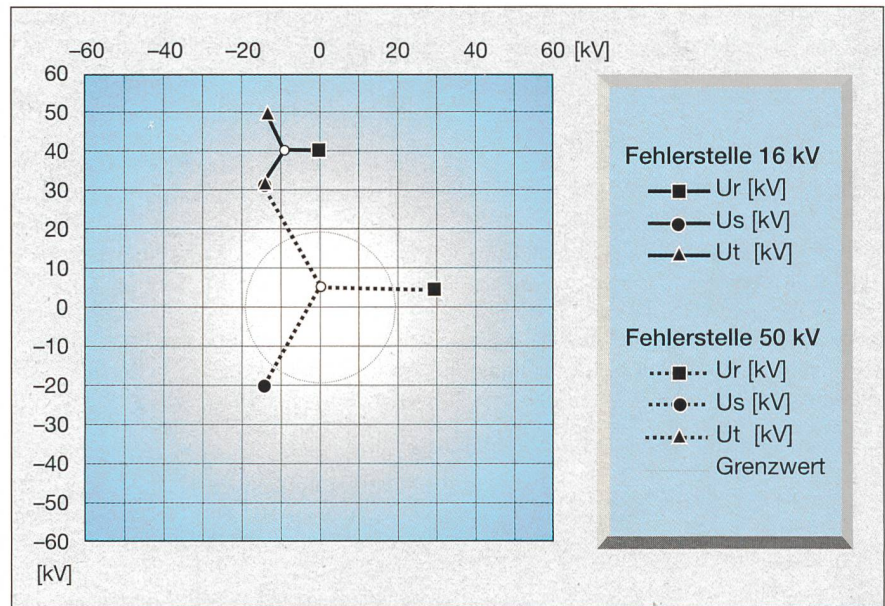 –60 –40 –20 0 20 40 60 [kV]
60
50
40
30
20
10
0
–10
–20
–30
–40
–50
–60
[kV]
Fehlerstelle 16 kV
Ur [kV]
Us [kV]
Ut [kV]
Fehlerstelle 50 kV
Ur [kV]
Us [kV]
Ut [kV]
Grenzwert